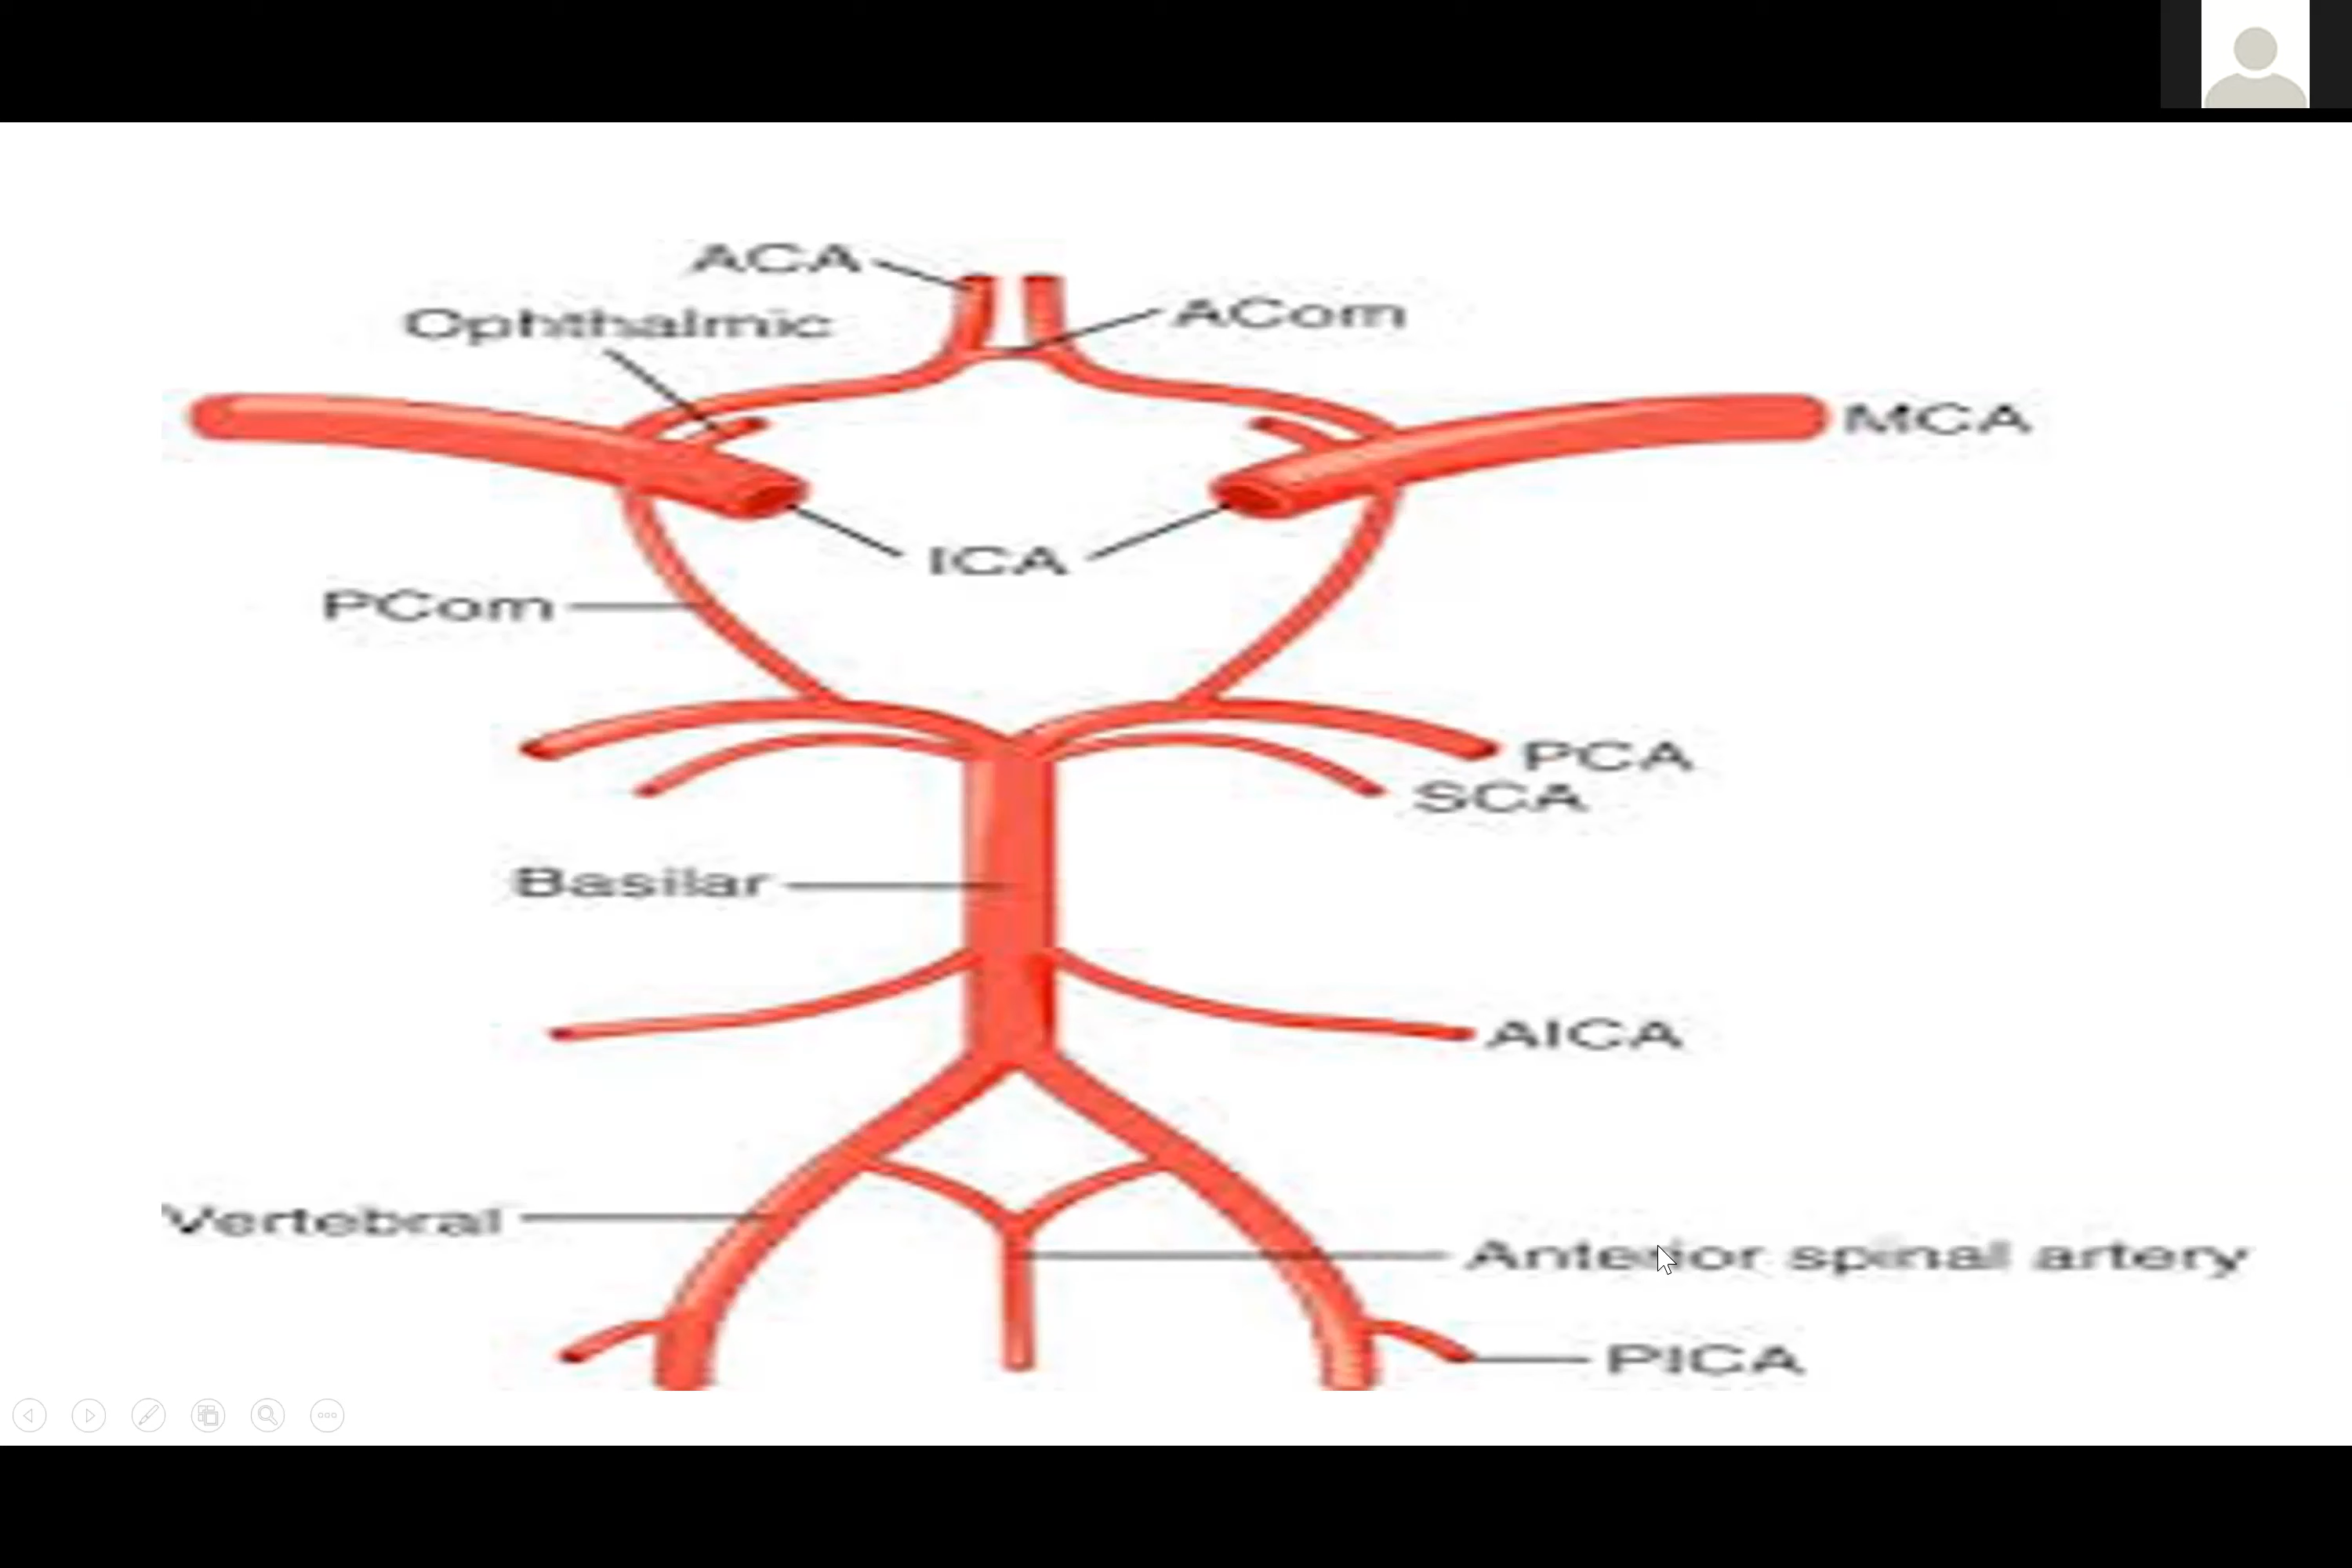 ACA
ACom
Ophthalmic
MCA
ICA
PCom
PCA
SCA
Basilar
AICA
Vertebral
Anterior spinal artery
PICA